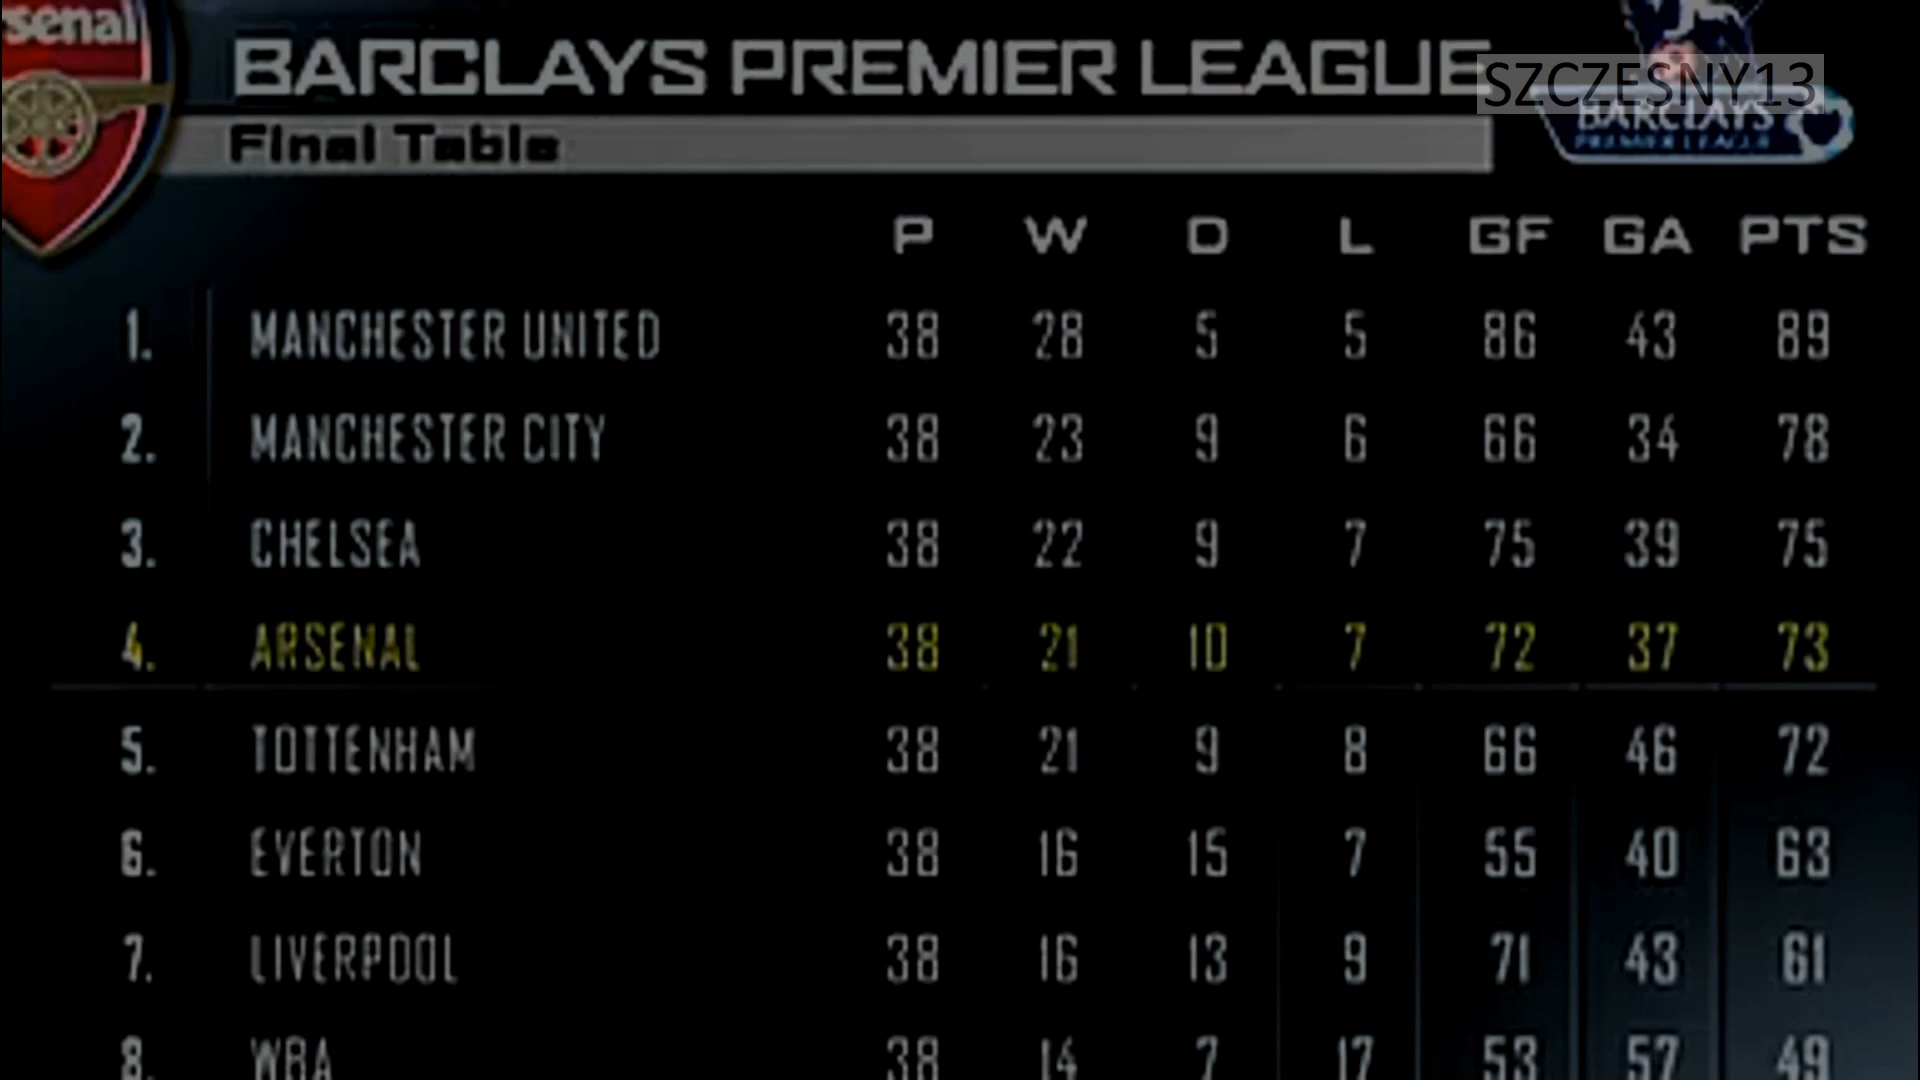 Arsenal
BARCLAYS PREMIER LEAGUE
SZCZESNY13
BARCLAYS
PREMIER LEAGUE
Final Table
P W D L GF GA PTS
1. MANCHESTER UNITED 38 28 5 5 86 43 89
2. MANCHESTER CITY 38 23 9 6 66 34 78
3. CHELSEA 38 22 9 7 75 39 75
4. ARSENAL 38 21 10 7 72 37 73
5. TOTTENHAM 38 21 9 8 66 46 72
6. EVERTON 38 16 15 7 55 40 63
7. LIVERPOOL 38 16 13 9 71 43 61
8. WBA 38 14 7 17 53 57 49